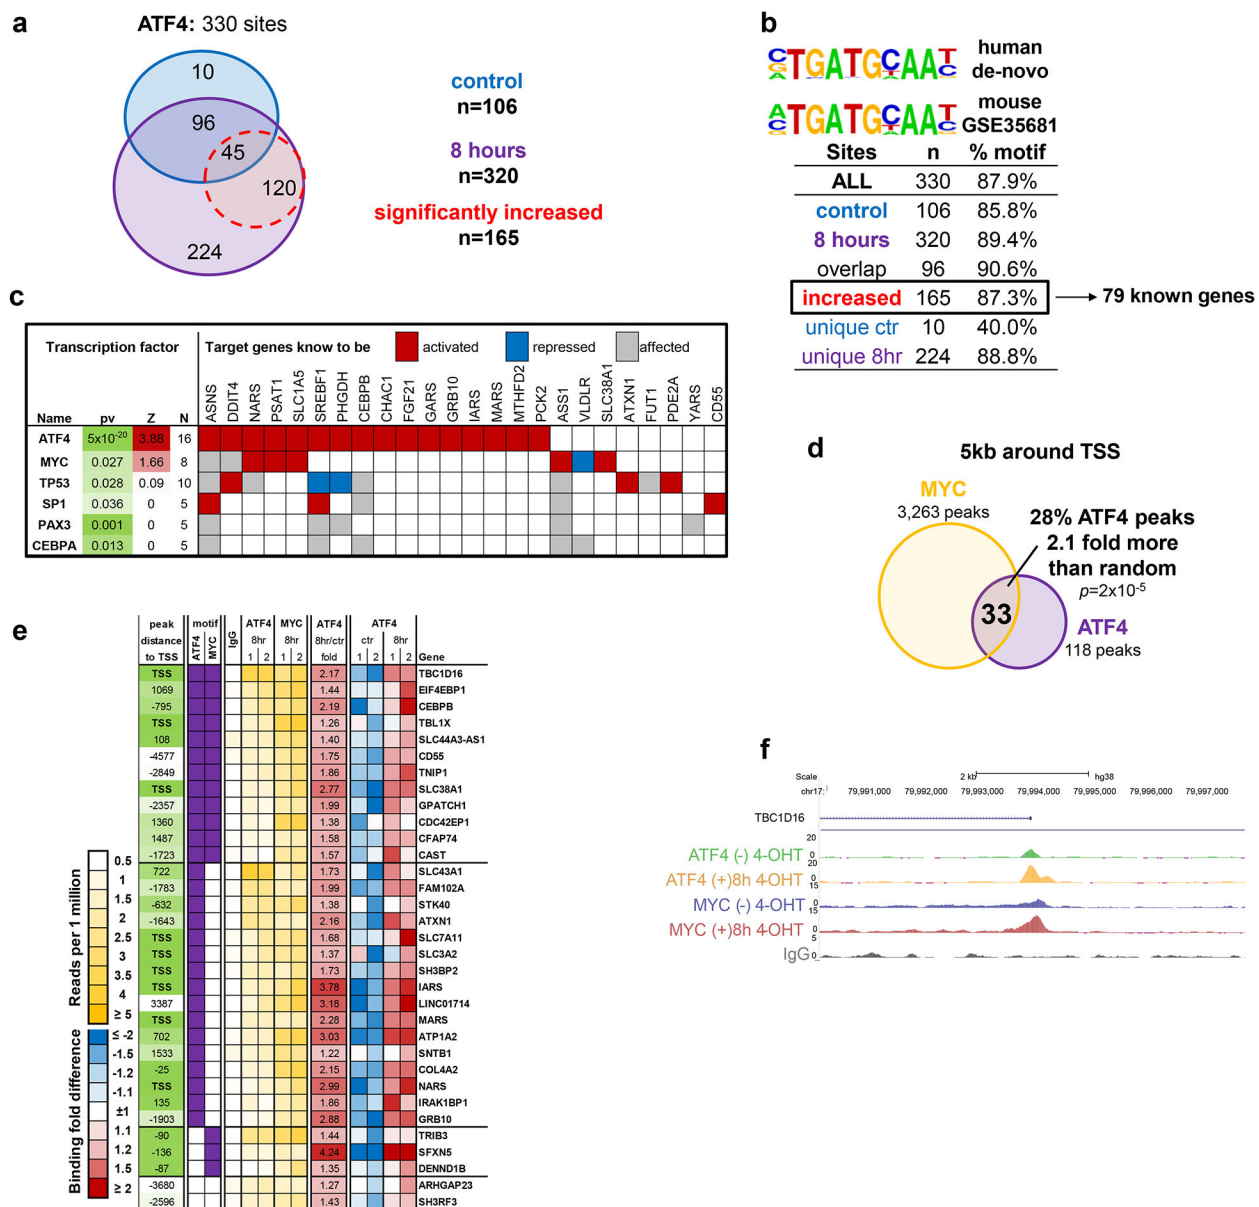 a
ATF4: 330 sites
10
96
45
120
224
control
n=106
8 hours
n=320
significantly increased
n=165
b
human
de-novo
mouse
GSE35681
Sites n % motif
ALL 330 87.9%
control 106 85.8%
8 hours 320 89.4%
overlap 96 90.6%
increased 165 87.3% 79 known genes
unique ctr 10 40.0%
unique 8hr 224 88.8%
c
Transcription factor
Target genes know to be activated repressed affected
Name pv Z N ASNS DDIT4 NARS PSAT1 SLC1A5 SREBF1 PHGDH CEBPB CHAC1 FGF21 GARS GRB10 IARS MARS MTHFD2 PCK2 ASS1 VLDLR SLC38A1 ATXN1 FUT1 PDE2A YARS CD55
ATF4 5x10-20 3.88 16
MYC 0.027 1.66 8
TP53 0.028 0.09 10
SP1 0.036 0 5
PAX3 0.001 0 5
CEBPA 0.013 0 5
d
5kb around TSS
MYC
3,263 peaks
28% ATF4 peaks
2.1 fold more
than random
p=2x10-5
33
ATF4
118 peaks
e
peak distance to TSS
motif ATF4 MYC
IgG
ATF4 8hr 1 2
MYC 8hr 1 2
ATF4 8hr/ctr fold
ATF4 ctr 1 2 8hr 1 2
Gene
TSS 2.17 TBC1D16
1069 1.44 EIF4EBP1
-795 2.19 CEBPB
TSS 1.26 TBL1X
108 1.40 SLC44A3-AS1
-4577 1.75 CD55
-2849 1.86 TNIP1
TSS 2.77 SLC38A1
-2357 1.99 GPATCH1
1360 1.38 CDC42EP1
1487 1.58 CFAP74
-1723 1.57 CAST
722 1.73 SLC43A1
-1783 1.99 FAM102A
-632 1.38 STK40
-1643 2.16 ATXN1
TSS 1.68 SLC7A11
TSS 1.37 SLC3A2
TSS 1.73 SH3BP2
TSS 3.78 IARS
3387 3.18 LINC01714
TSS 2.28 MARS
702 3.03 ATP1A2
1533 1.22 SNTB1
-25 2.15 COL4A2
TSS 2.99 NARS
135 1.86 IRAK1BP1
-1903 2.88 GRB10
-90 1.44 TRIB3
-136 4.24 SFXN5
-87 1.35 DENND1B
-3680 1.27 ARHGAP23
-2596 1.43 SH3RF3
Reads per 1 million
0.5
1
1.5
2
2.5
3
3.5
4
≥ 5
Binding fold difference
≤ -2
-1.5
-1.2
-1.1
±1
1.1
1.2
1.5
≥ 2
f
Scale 2 kb hg38
chr17: 79,991,000 79,992,000 79,993,000 79,994,000 79,995,000 79,996,000 79,997,000
TBC1D16
20
ATF4 (-) 4-OHT 0
20
ATF4 (+)8h 4-OHT 0
15
MYC (-) 4-OHT 0
15
MYC (+)8h 4-OHT 0
5
IgG 0